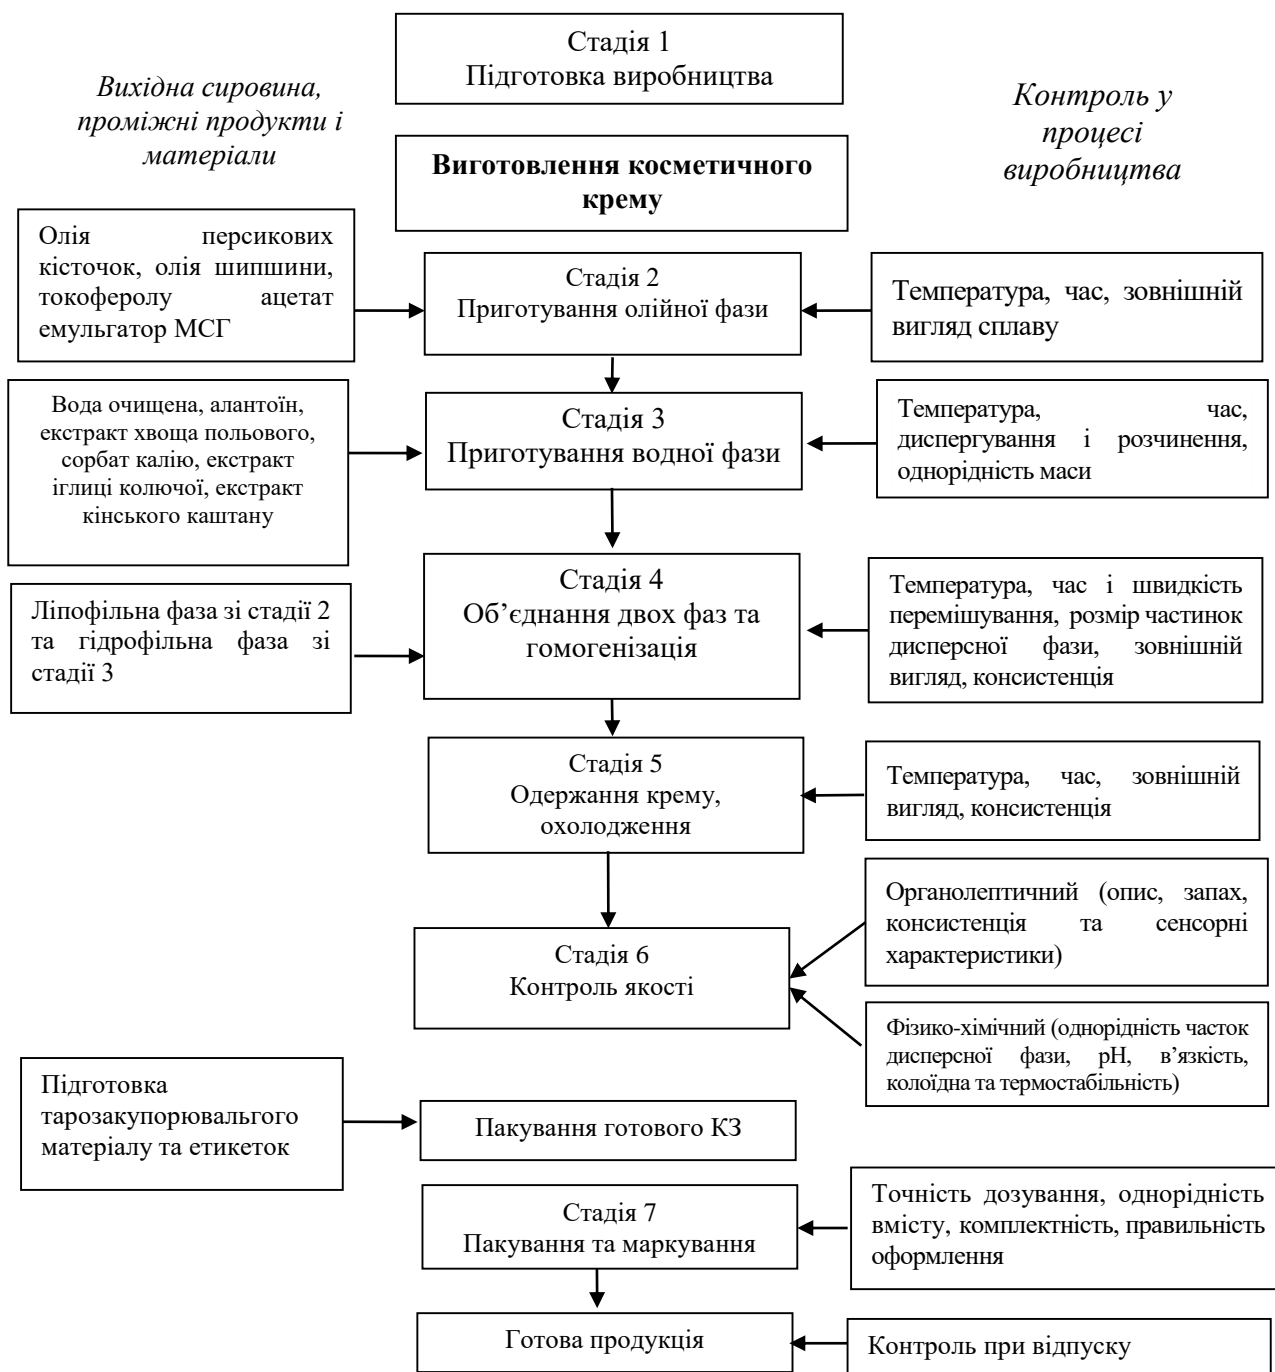 Стадія 1
Підготовка виробництва
Вихідна сировина,
проміжні продукти і
матеріали
Контроль у
процесі
виробництва
Виготовлення косметичного
крему
Олія персикових
кісточок, олія шипшини,
токоферолу ацетат
емульгатор МСГ
Стадія 2
Приготування олійної фази
Температура, час, зовнішній
вигляд сплаву
Вода очищена, алантоїн,
екстракт хвоща польового,
сорбат калію, екстракт
іглиці колючої, екстракт
кінського каштану
Стадія 3
Приготування водної фази
Температура, час,
диспергування і розчинення,
однорідність маси
Ліпофільна фаза зі стадії 2
та гідрофільна фаза зі
стадії 3
Стадія 4
Об’єднання двох фаз та
гомогенізація
Температура, час і швидкість
перемішування, розмір частинок
дисперсної фази, зовнішній
вигляд, консистенція
Стадія 5
Одержання крему,
охолодження
Температура, час, зовнішній
вигляд, консистенція
Стадія 6
Контроль якості
Органолептичний (опис, запах,
консистенція та сенсорні
характеристики)
Фізико-хімічний (однорідність часток
дисперсної фази, рН, в’язкість,
колоїдна та термостабільність)
Підготовка
тарозакупорювальгого
матеріалу та етикеток
Пакування готового КЗ
Стадія 7
Пакування та маркування
Точність дозування, однорідність
вмісту, комплектність, правильність
оформлення
Готова продукція
Контроль при відпуску